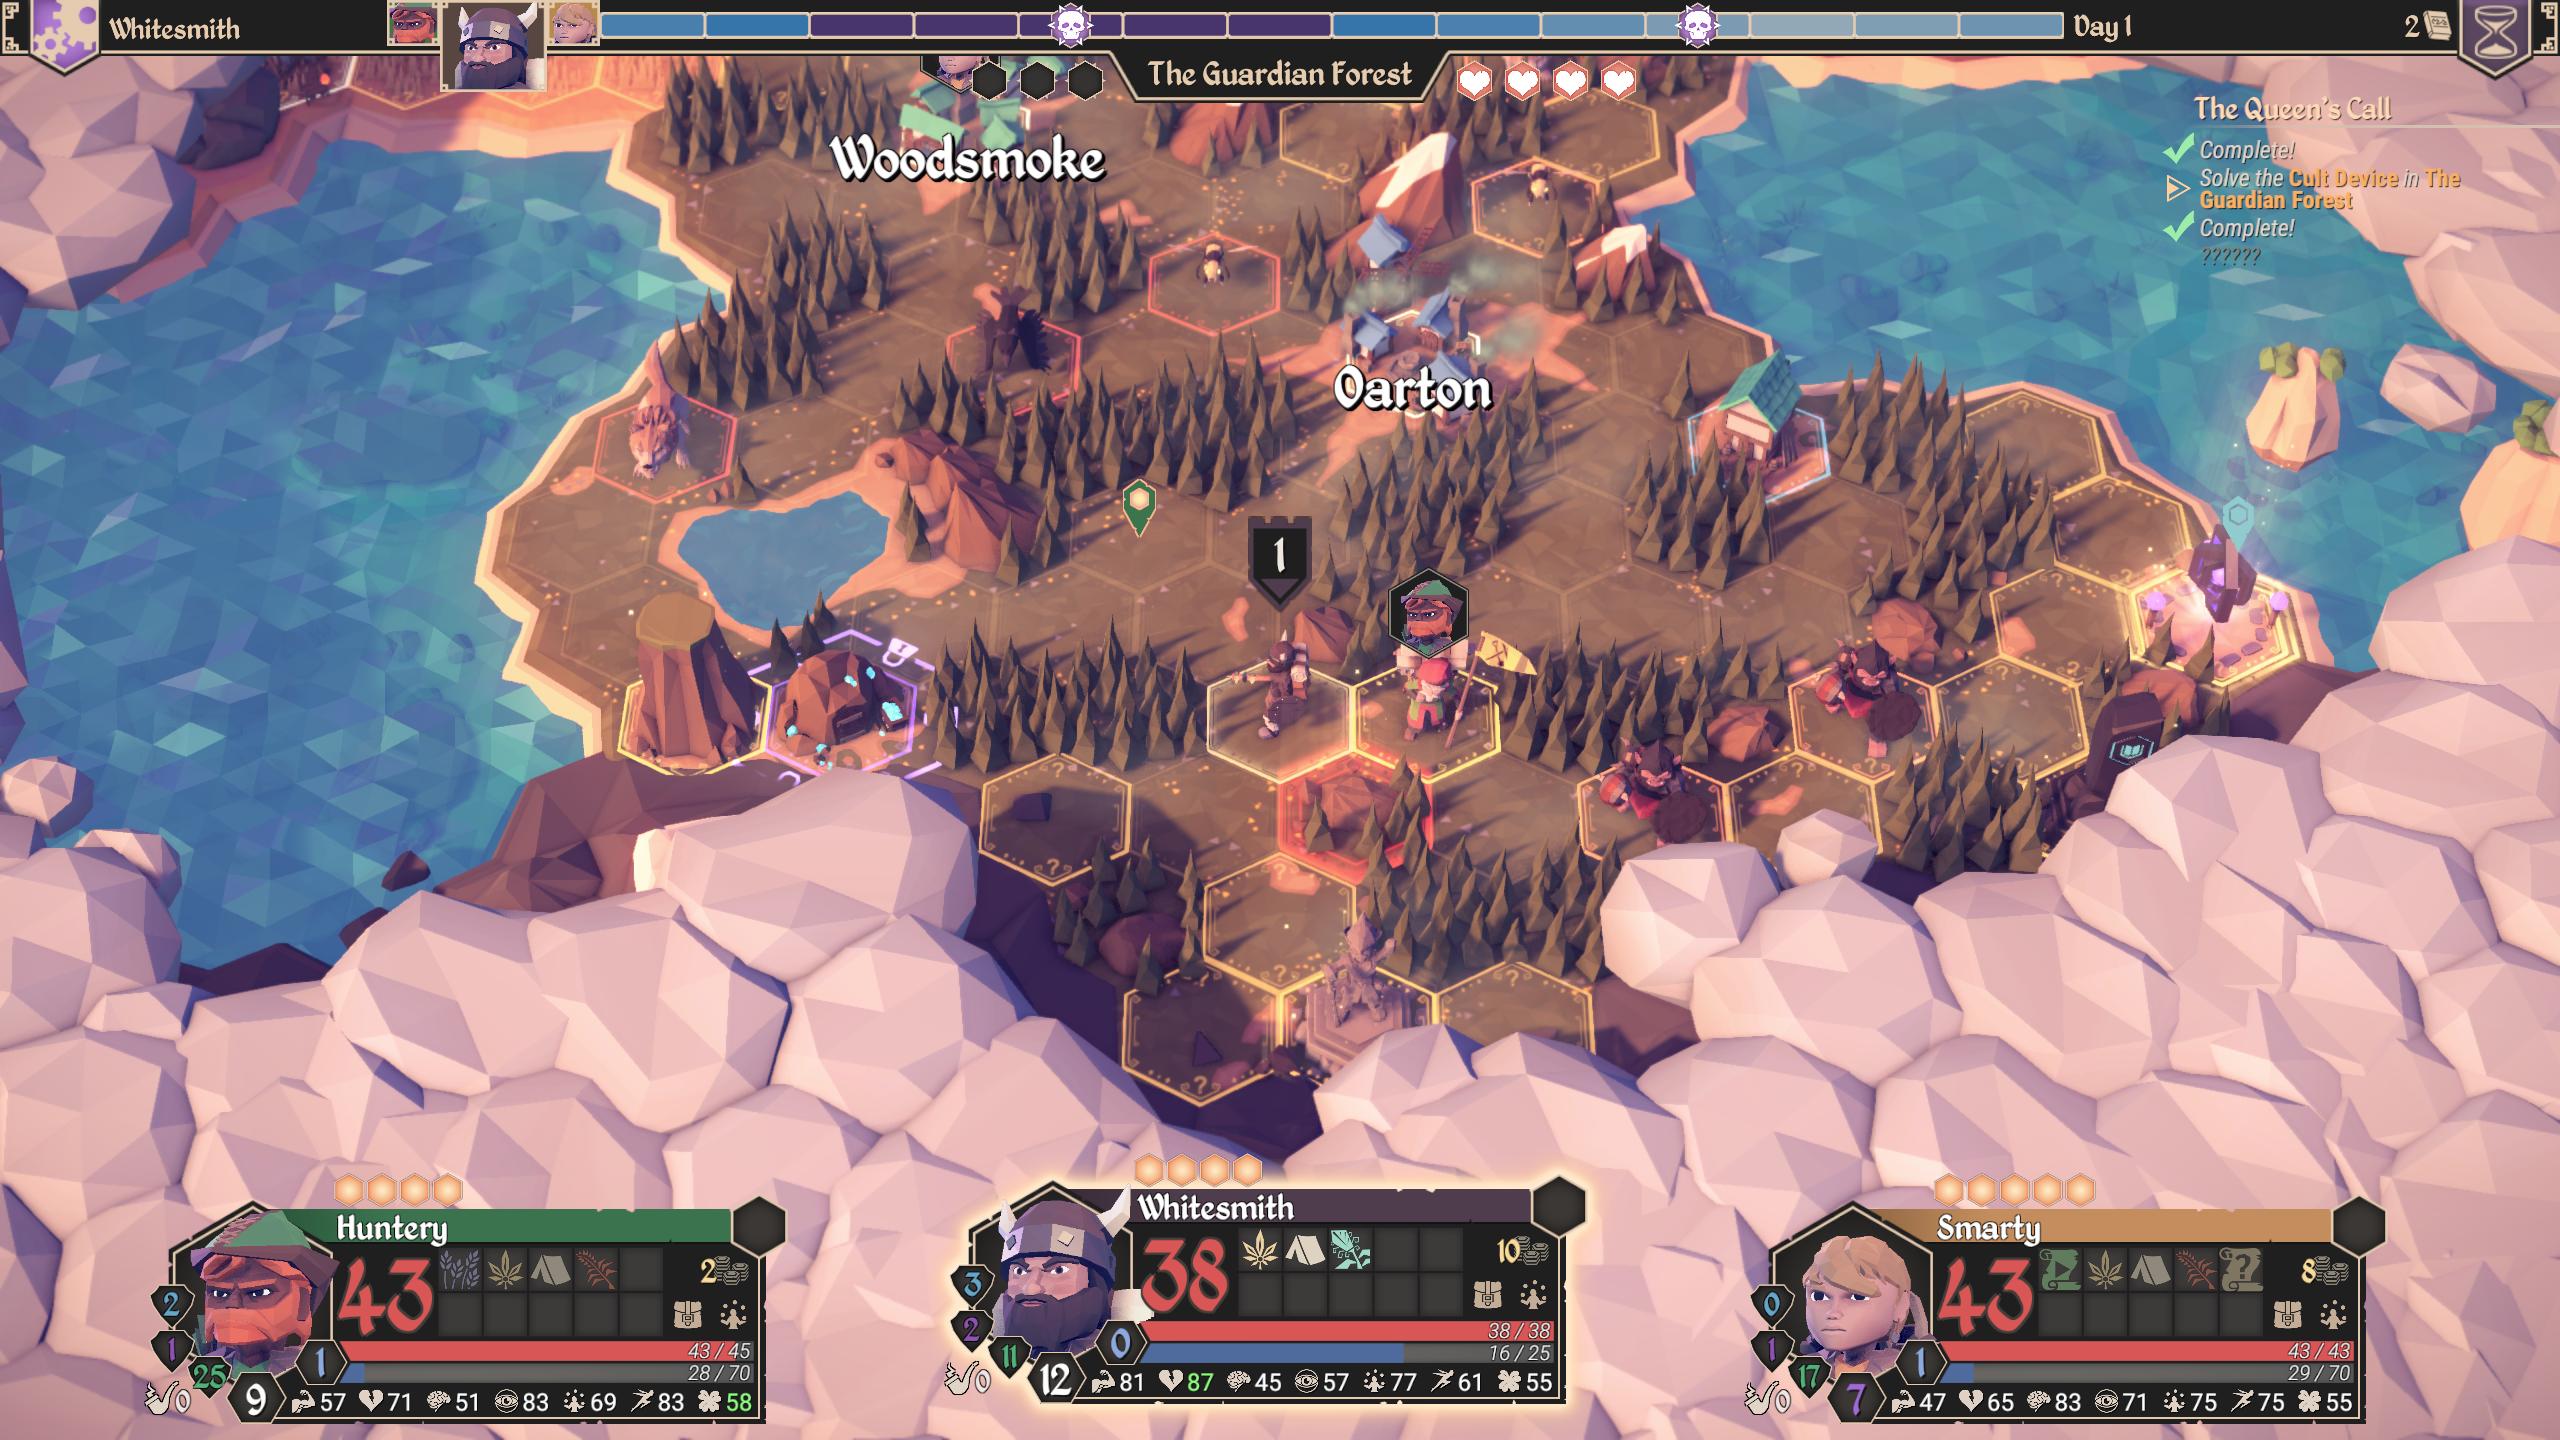 Whitesmith
Day 1
2
The Guardian Forest
The Queen's Call
Complete!
Solve the Cult Device in The
Guardian Forest
Complete!
??????
Woodsmoke
Oarton
1
Huntery
43
2
43 / 45
28 / 70
2
1
25
1
0
9
57
71
51
83
69
83
58
Whitesmith
38
10
38 / 38
16 / 25
3
2
11
0
0
12
81
87
45
57
77
61
55
Smarty
43
8
43 / 43
29 / 70
0
1
17
1
0
7
47
65
83
71
75
75
55